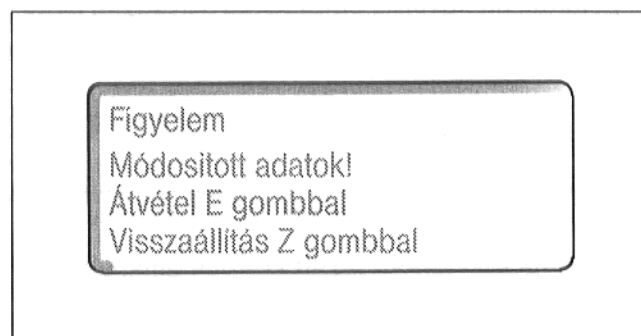 Figyelem
Módosított adatok!
Átvétel E gombbal
Visszaállítás Z gombbal